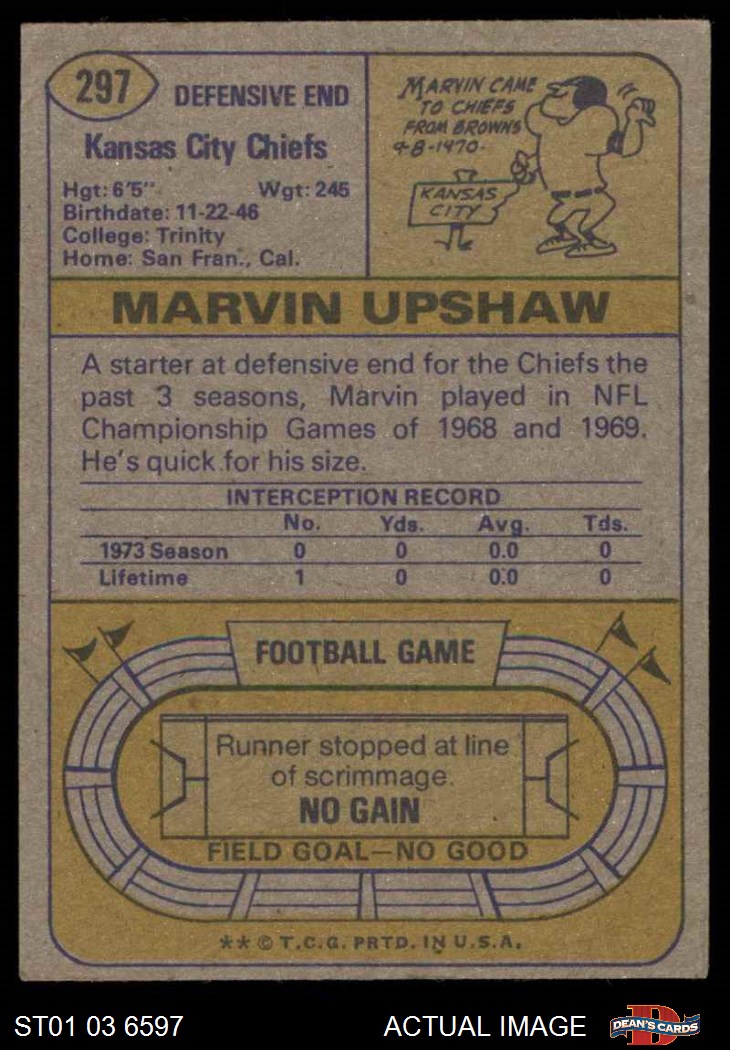 297
DEFENSIVE END
Kansas City Chiefs
Hgt: 6'5" Wgt: 245
Birthdate: 11-22-46
College: Trinity
Home: San Fran., Cal.
MARVIN CAME
TO CHIEFS
FROM BROWNS
9-8-1970.
KANSAS
CITY
MARVIN UPSHAW
A starter at defensive end for the Chiefs the
past 3 seasons, Marvin played in NFL
Championship Games of 1968 and 1969.
He's quick for his size.
INTERCEPTION RECORD
No. Yds. Avg. Tds.
1973 Season 0 0 0.0 0
Lifetime 1 0 0.0 0
FOOTBALL GAME
Runner stopped at line
of scrimmage.
NO GAIN
FIELD GOAL—NO GOOD
** © T.C.G. PRTD. IN U.S.A.
ST01 03 6597 ACTUAL IMAGE
DEAN'S CARDS